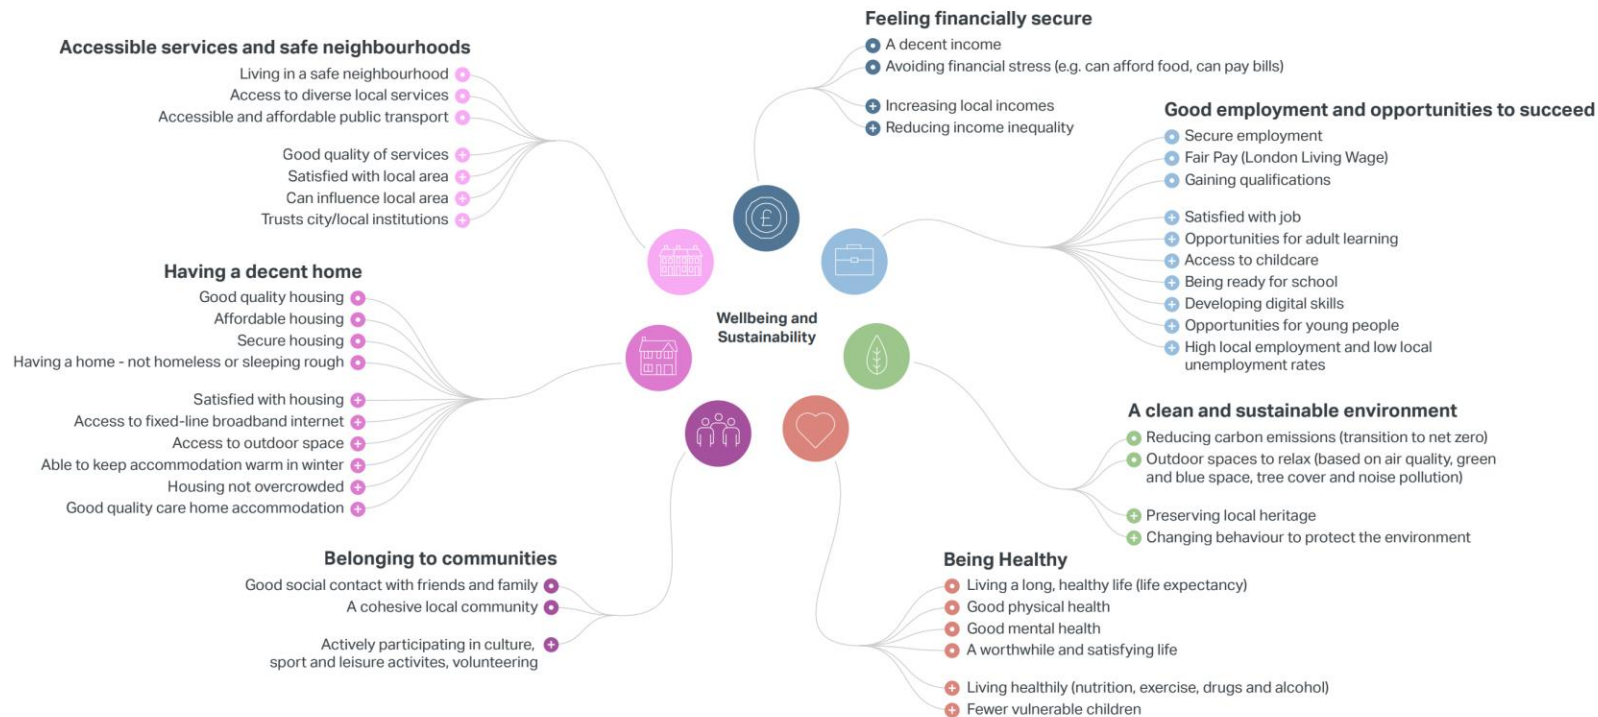 Feeling financially secure
A decent income
Avoiding financial stress (e.g. can afford food, can pay bills)
Increasing local incomes
Reducing income inequality
Accessible services and safe neighbourhoods
Living in a safe neighbourhood
Access to diverse local services
Accessible and affordable public transport
Good quality of services
Satisfied with local area
Can influence local area
Trusts city/local institutions
Good employment and opportunities to succeed
Secure employment
Fair Pay (London Living Wage)
Gaining qualifications
Satisfied with job
Opportunities for adult learning
Access to childcare
Being ready for school
Developing digital skills
Opportunities for young people
High local employment and low local
unemployment rates
£
Wellbeing and
Sustainability
Having a decent home
Good quality housing
Affordable housing
Secure housing
Having a home - not homeless or sleeping rough
Satisfied with housing
Access to fixed-line broadband internet
Access to outdoor space
Able to keep accommodation warm in winter
Housing not overcrowded
Good quality care home accommodation
A clean and sustainable environment
Reducing carbon emissions (transition to net zero)
Outdoor spaces to relax (based on air quality, green
and blue space, tree cover and noise pollution)
Preserving local heritage
Changing behaviour to protect the environment
Belonging to communities
Good social contact with friends and family
A cohesive local community
Actively participating in culture,
sport and leisure activites, volunteering
Being Healthy
Living a long, healthy life (life expectancy)
Good physical health
Good mental health
A worthwhile and satisfying life
Living healthily (nutrition, exercise, drugs and alcohol)
Fewer vulnerable children